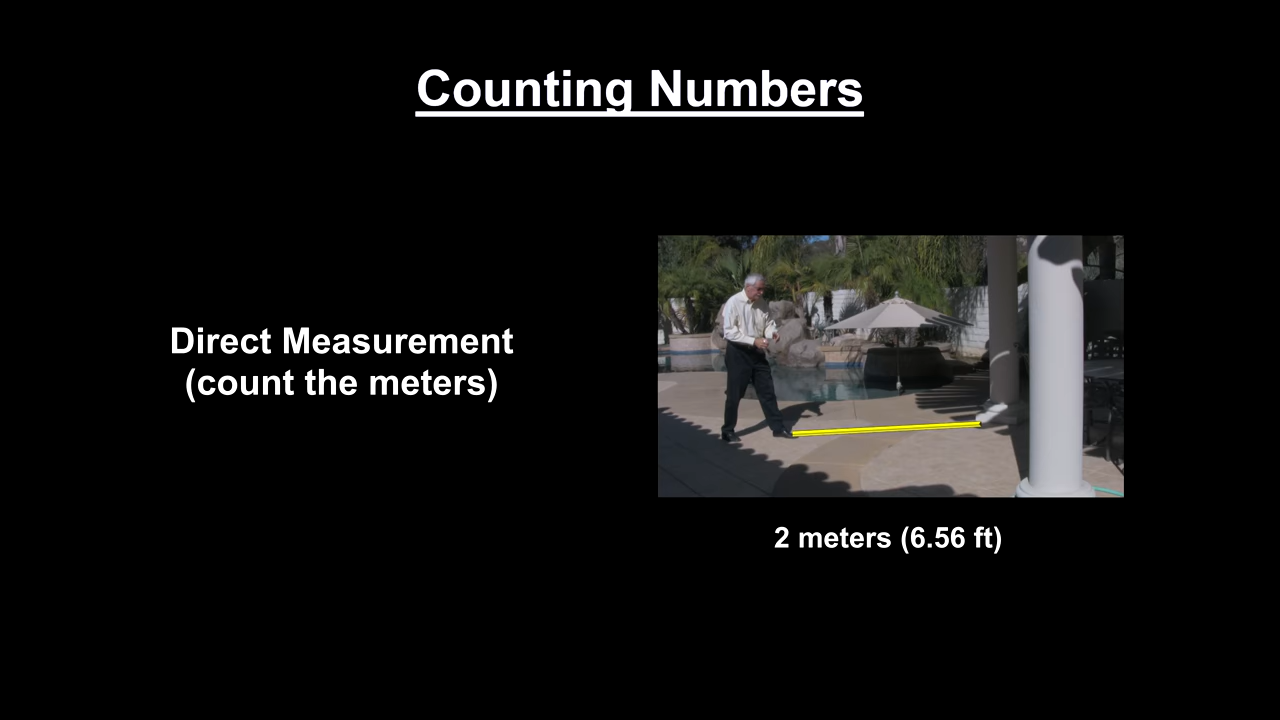 Counting Numbers
Direct Measurement
(count the meters)
2 meters (6.56 ft)